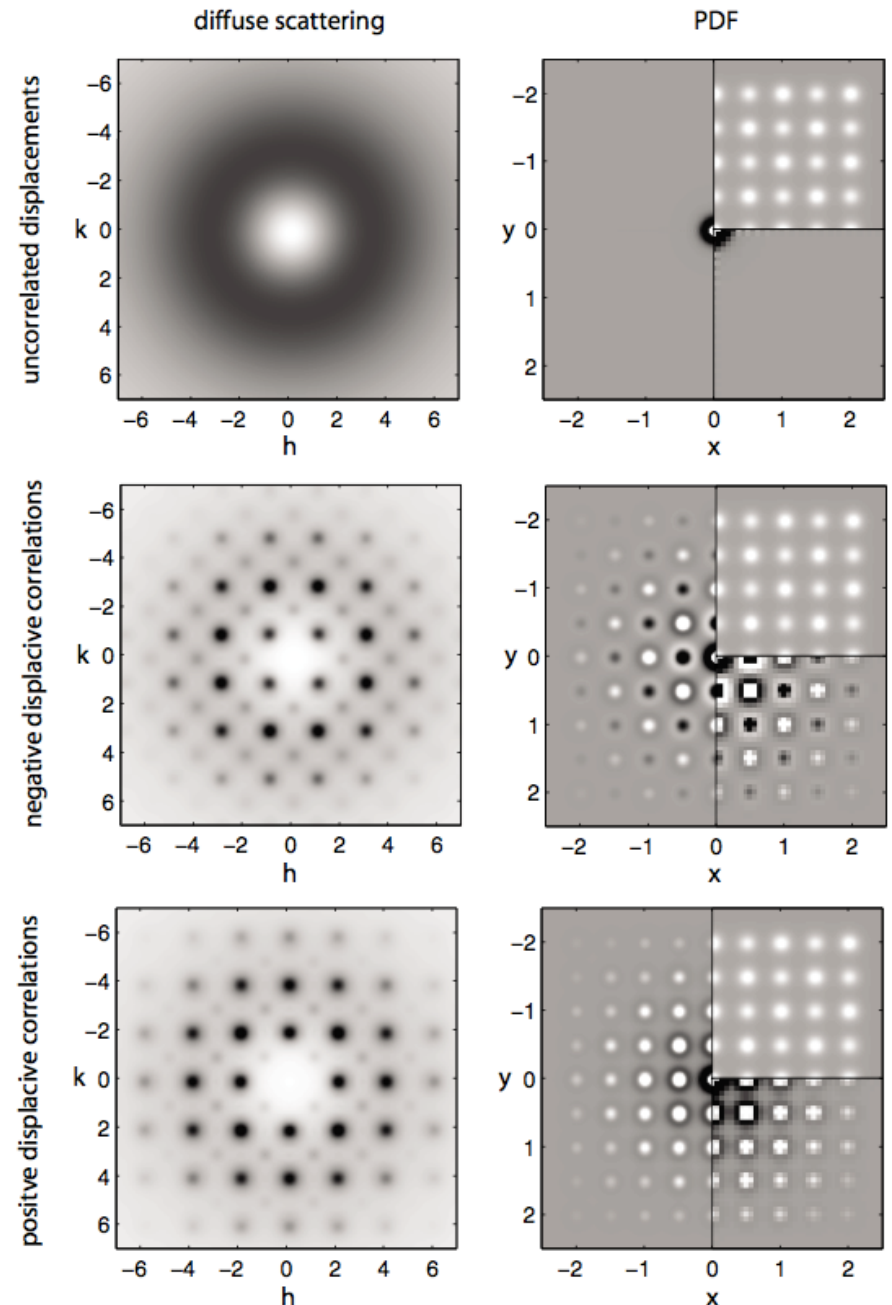 diffuse scattering
PDF
uncorrelated displacements
k
−6
−4
−2
0
2
4
6
−6 −4 −2 0 2 4 6
h
y
−2
−1
0
1
2
−2 −1 0 1 2
x
negative displacive correlations
k
−6
−4
−2
0
2
4
6
−6 −4 −2 0 2 4 6
h
y
−2
−1
0
1
2
−2 −1 0 1 2
x
positve displacive correlations
k
−6
−4
−2
0
2
4
6
−6 −4 −2 0 2 4 6
h
y
−2
−1
0
1
2
−2 −1 0 1 2
x